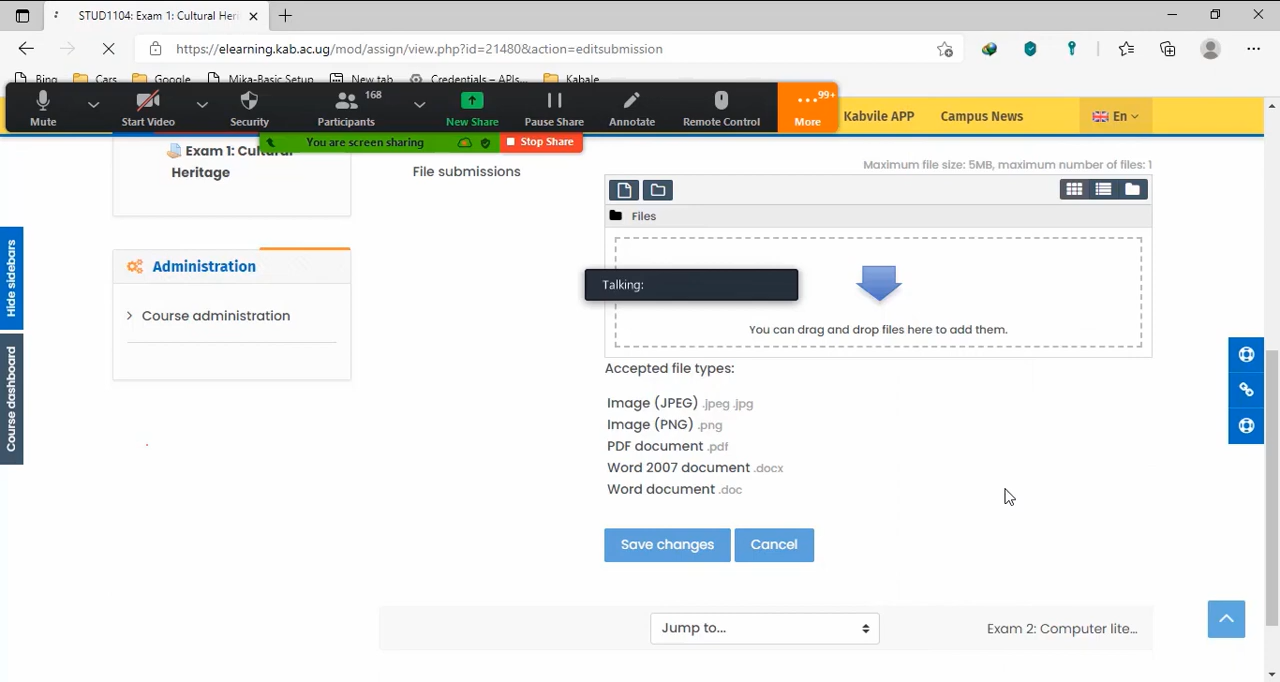 STUD1104: Exam 1: Cultural Heri
https://elearning.kab.ac.ug/mod/assign/view.php?id=21480&action=editsubmission
Bing
Cars
Google
Mika-Basic Setup
New tab
Credentials – APIs...
Kabale
Mute
Start Video
Security
168
Participants
New Share
Pause Share
Annotate
Remote Control
99+
More
You are screen sharing
Stop Share
Kabvile APP
Campus News
En
Exam 1: Cultural
Heritage
File submissions
Maximum file size: 5MB, maximum number of files: 1
Files
Talking:
You can drag and drop files here to add them.
Administration
Course administration
Hide sidebars
Course dashboard
Accepted file types:
Image (JPEG) .jpeg .jpg
Image (PNG) .png
PDF document .pdf
Word 2007 document .docx
Word document .doc
Save changes
Cancel
Jump to...
Exam 2: Computer lite...